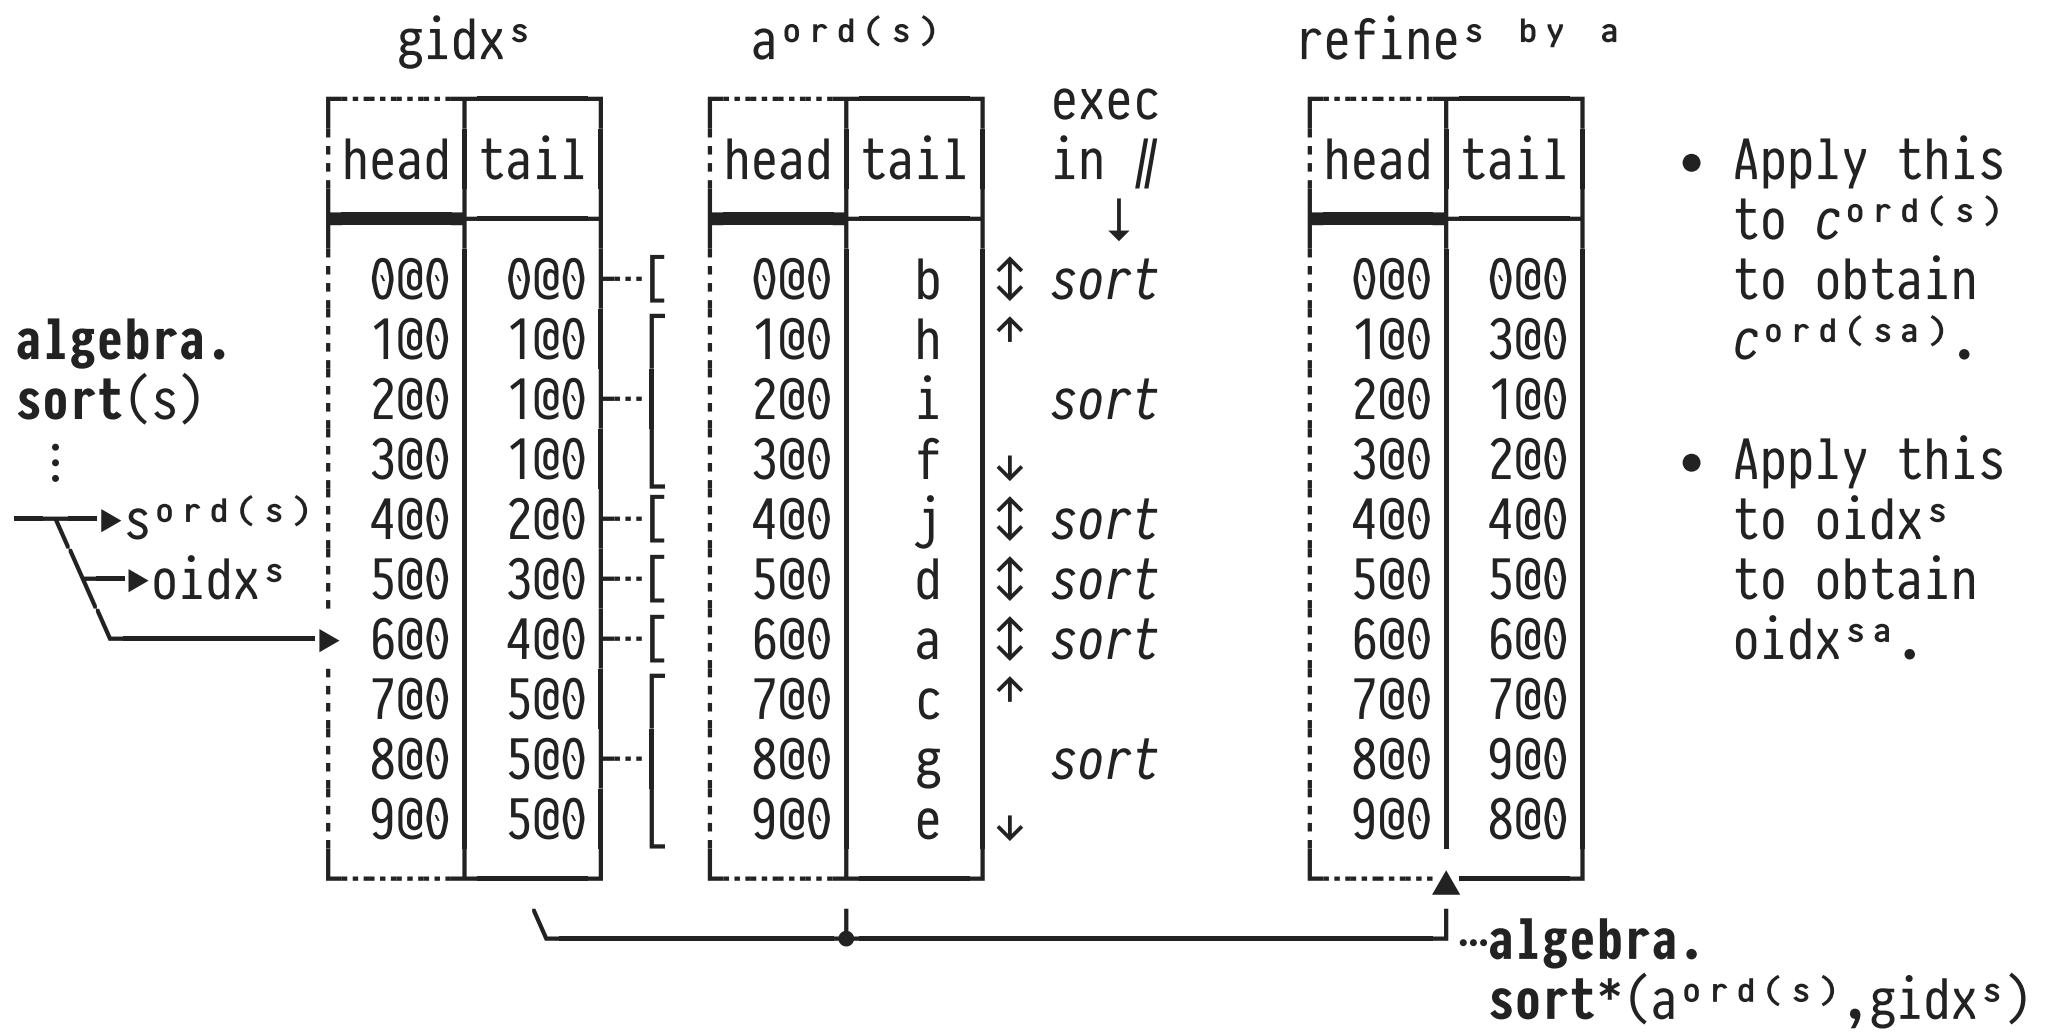 gidxˢ
aᵒʳᵈ⁽ˢ⁾
refineˢ ᵇʸ ᵃ
exec
in //
head tail
head tail
head tail
0@0 0@0 0@0 b sort 0@0 0@0
1@0 1@0 1@0 h 1@0 3@0
2@0 1@0 2@0 i sort 2@0 1@0
3@0 1@0 3@0 f 3@0 2@0
4@0 2@0 4@0 j sort 4@0 4@0
5@0 3@0 5@0 d sort 5@0 5@0
6@0 4@0 6@0 a sort 6@0 6@0
7@0 5@0 7@0 c 7@0 7@0
8@0 5@0 8@0 g sort 8@0 9@0
9@0 5@0 9@0 e 9@0 8@0
algebra.
sort(s)
⋮
sᵒʳᵈ⁽ˢ⁾
oidxˢ
• Apply this
to cᵒʳᵈ⁽ˢ⁾
to obtain
cᵒʳᵈ⁽ˢᵃ⁾.
• Apply this
to oidxˢ
to obtain
oidxˢᵃ.
⋯algebra.
sort*(aᵒʳᵈ⁽ˢ⁾,gidxˢ)